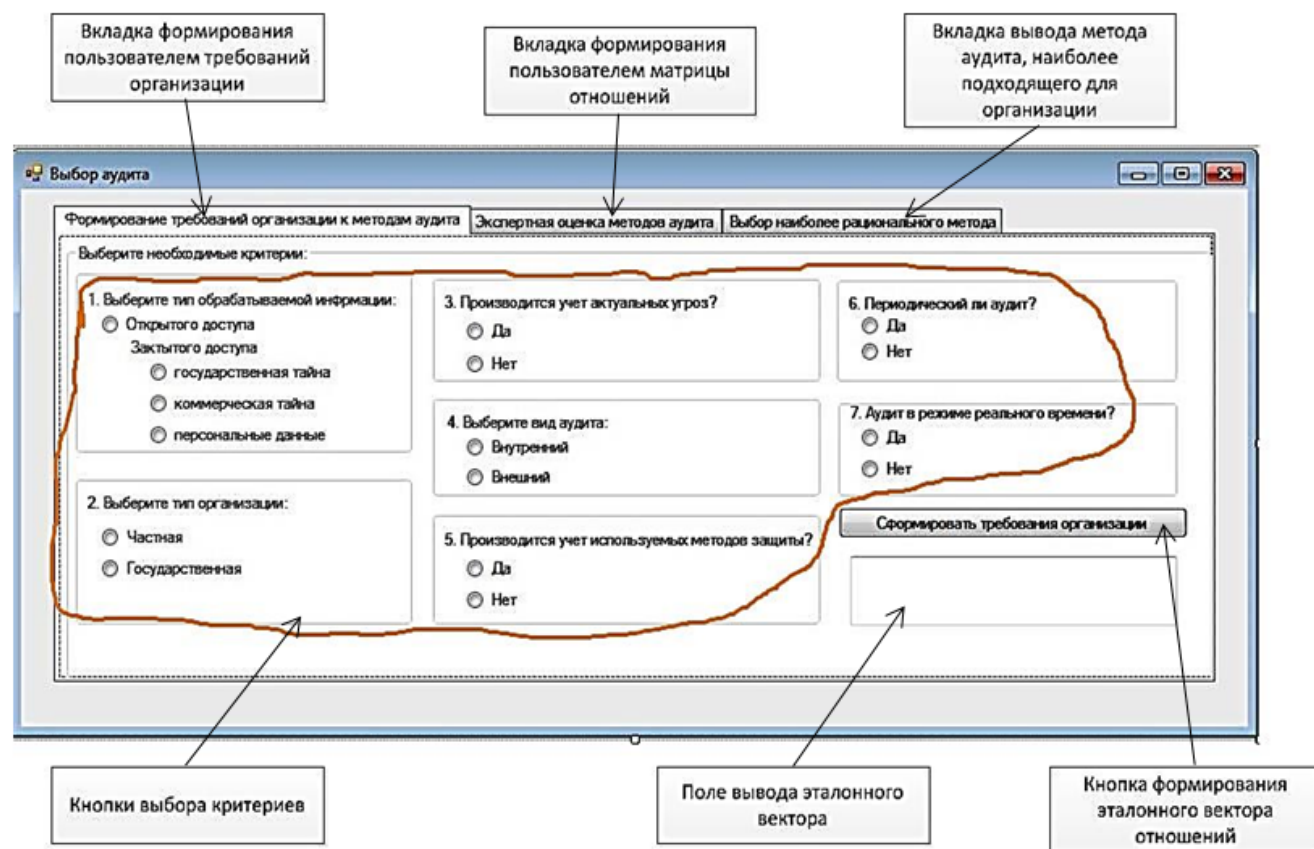 Вкладка формирования
пользователем требований
организации
Вкладка формирования
пользователем матрицы
отношений
Вкладка вывода метода
аудита, наиболее
подходящего для
организации
Выбор аудита
Формирование требований организации к методам аудита
Экспертная оценка методов аудита
Выбор наиболее рационального метода
Выберите необходимые критерии:
1. Выберите тип обрабатываемой инфрмации:
Открытого доступа
Зактытого доступа
государственная тайна
коммерческая тайна
персональные данные
2. Выберите тип организации:
Частная
Государственная
3. Производится учет актуальных угроз?
Да
Нет
4. Выберите вид аудита:
Внутренний
Внешний
5. Производится учет используемых методов защиты?
Да
Нет
6. Периодический ли аудит?
Да
Нет
7. Аудит в режиме реального времени?
Да
Нет
Сформировать требования организации
Кнопки выбора критериев
Поле вывода эталонного
вектора
Кнопка формирования
эталонного вектора
отношений